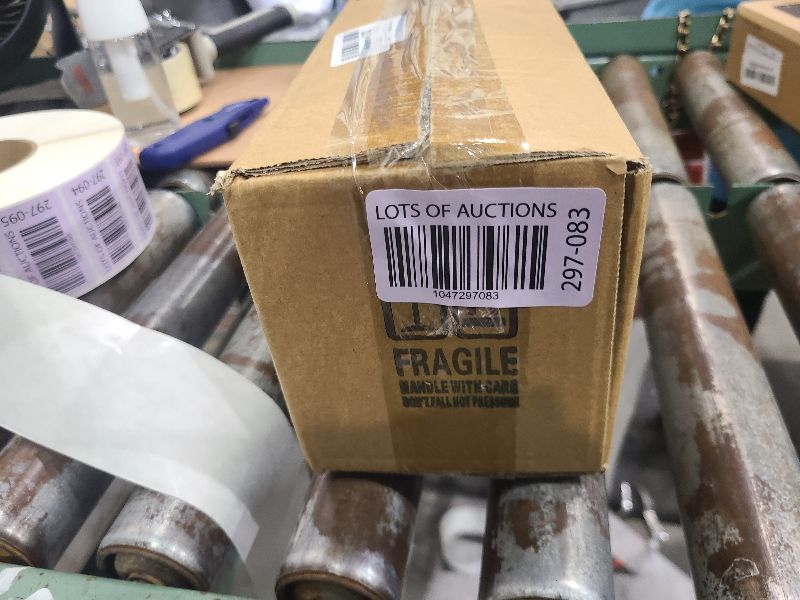 LOTS OF AUCTIONS
1047297083
297-083
FRAGILE
HANDLE WITH CARE
DON'T FALL NOT PRESSURE
297-095
297-094